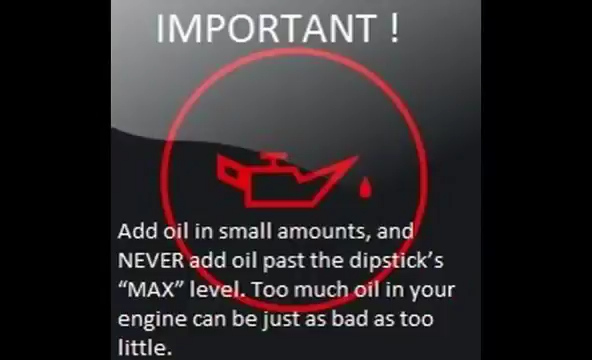 IMPORTANT !
Add oil in small amounts, and
NEVER add oil past the dipstick's
“MAX” level. Too much oil in your
engine can be just as bad as too
little.